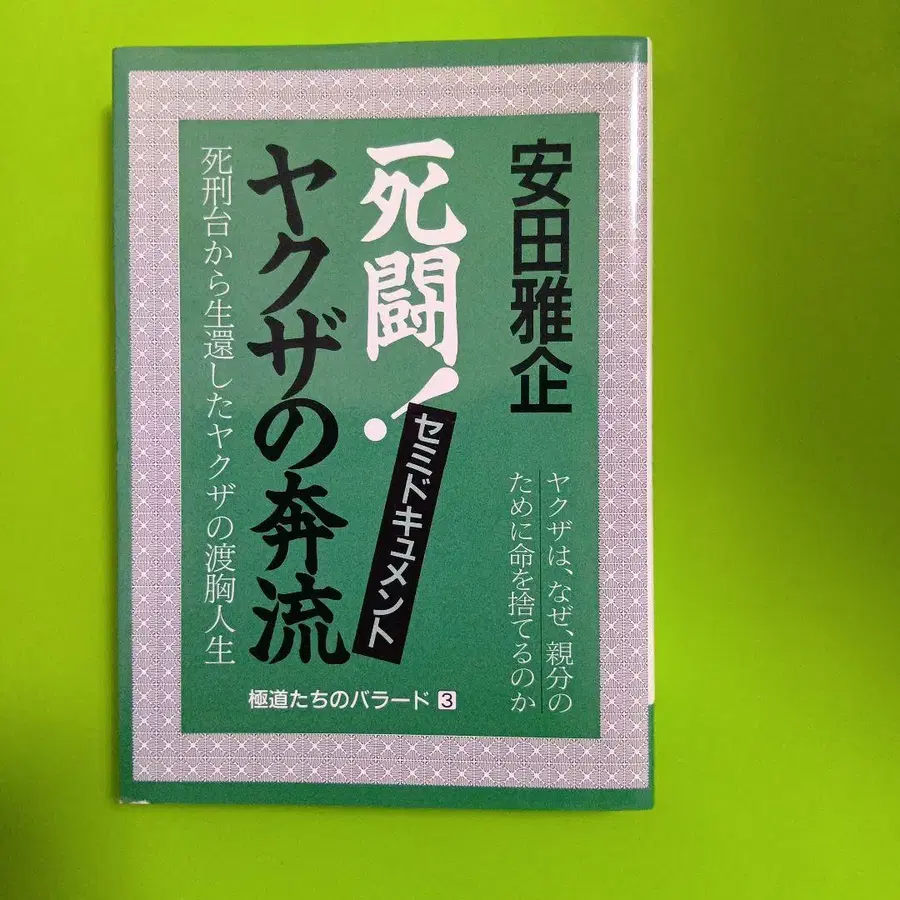 安田雅企
ヤクザは、なぜ、親分の
ために命を捨てるのか
死闘!
セミドキュメント
ヤクザの奔流
死刑台から生還したヤクザの渡胸人生
極道たちのバラード3